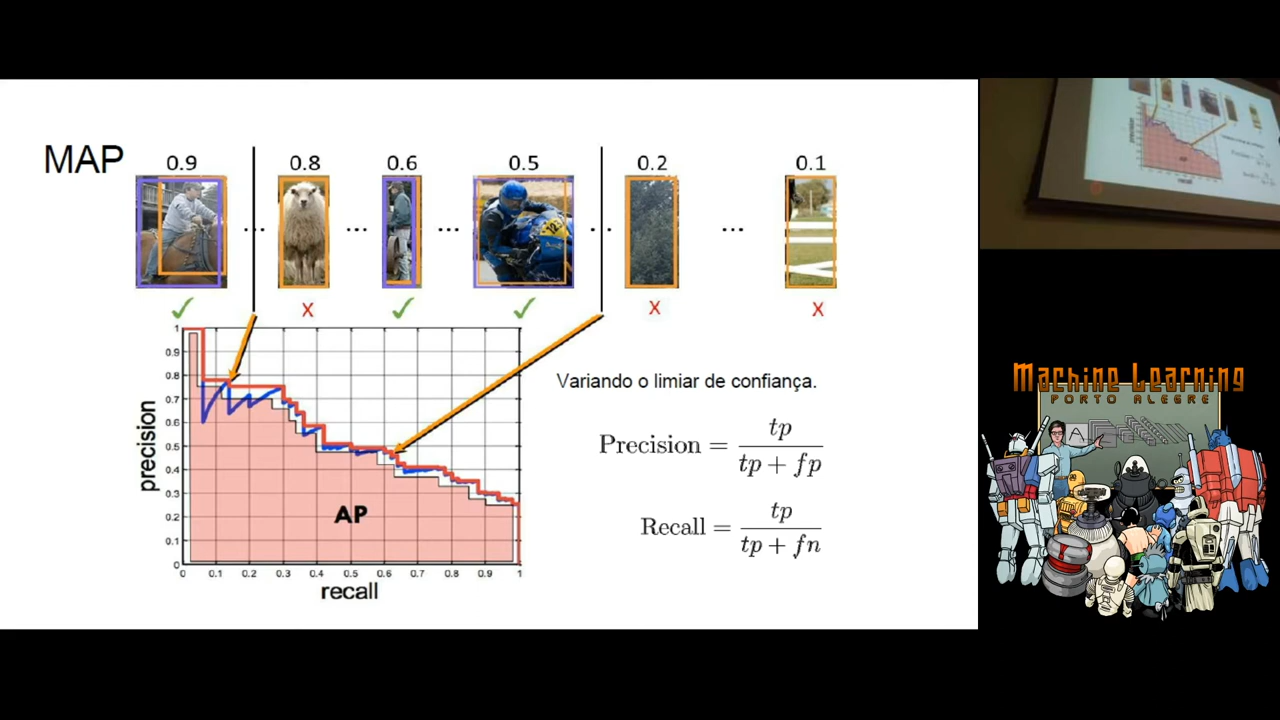 MAP
0.9 0.8 0.6 0.5 0.2 0.1
... ... ... ... ...
✓ X ✓ ✓ X X
1
0.9
0.8
0.7
0.6
0.5
0.4
0.3
0.2
0.1
0
precision
AP
0 0.1 0.2 0.3 0.4 0.5 0.6 0.7 0.8 0.9 1
recall
Variando o limiar de confiança.
Precision = tp / (tp + fp)
Recall = tp / (tp + fn)
Machine Learning
PORTO ALEGRE